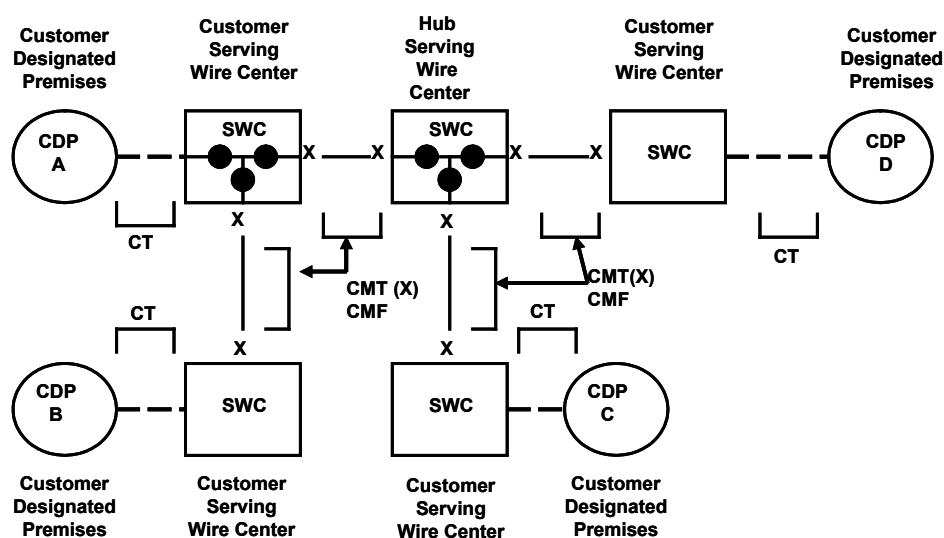 Customer
Designated
Premises
Customer
Serving
Wire Center
Hub
Serving
Wire
Center
Customer
Serving
Wire Center
Customer
Designated
Premises
CDP
A
SWC
X
X
SWC
X
X
SWC
CDP
D
CT
X
X
CT
CMT (X)
CMF
CMT(X)
CMF
CT
CT
X
X
CDP
B
SWC
SWC
CDP
C
Customer
Designated
Premises
Customer
Serving
Wire Center
Customer
Serving
Wire Center
Customer
Designated
Premises